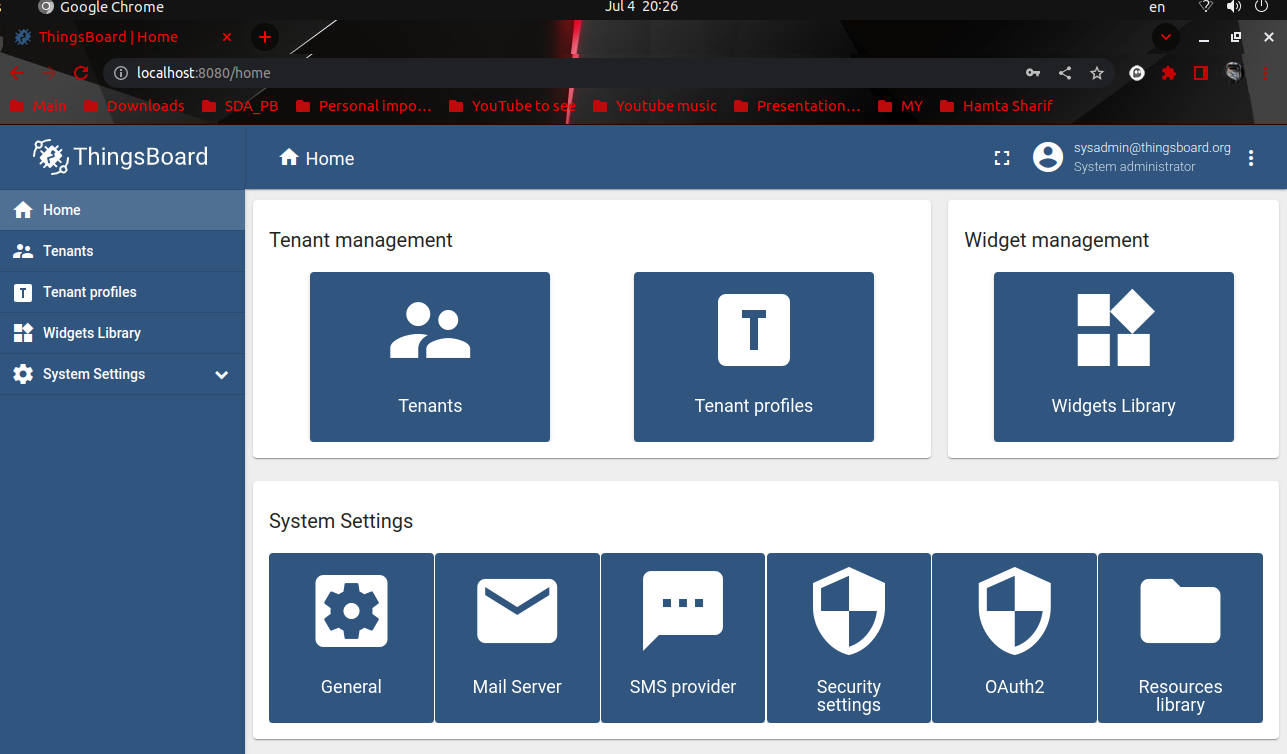 Google Chrome
Jul 4 20:26
en
ThingsBoard | Home
localhost:8080/home
Main
Downloads
SDA_PB
Personal impo...
YouTube to see
Youtube music
Presentation...
MY
Hamta Sharif
ThingsBoard
Home
sysadmin@thingsboard.org
System administrator
Home
Tenants
Tenant profiles
Widgets Library
System Settings
Tenant management
Tenants
T
Tenant profiles
Widget management
Widgets Library
System Settings
General
Mail Server
SMS provider
Security
settings
OAuth2
Resources
library